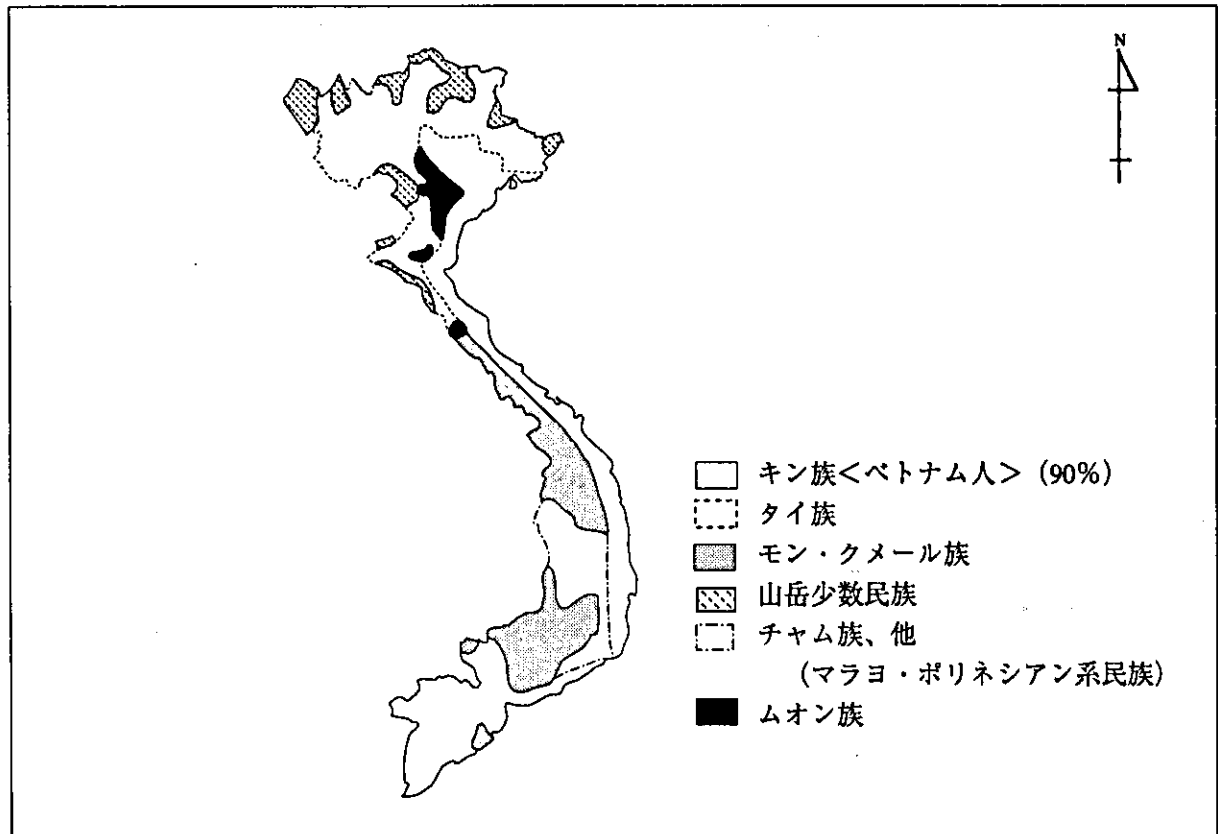 N
キン族＜ベトナム人＞（90%）
タイ族
モン・クメール族
山岳少数民族
チャム族、他
（マラヨ・ポリネシアン系民族）
ムオン族